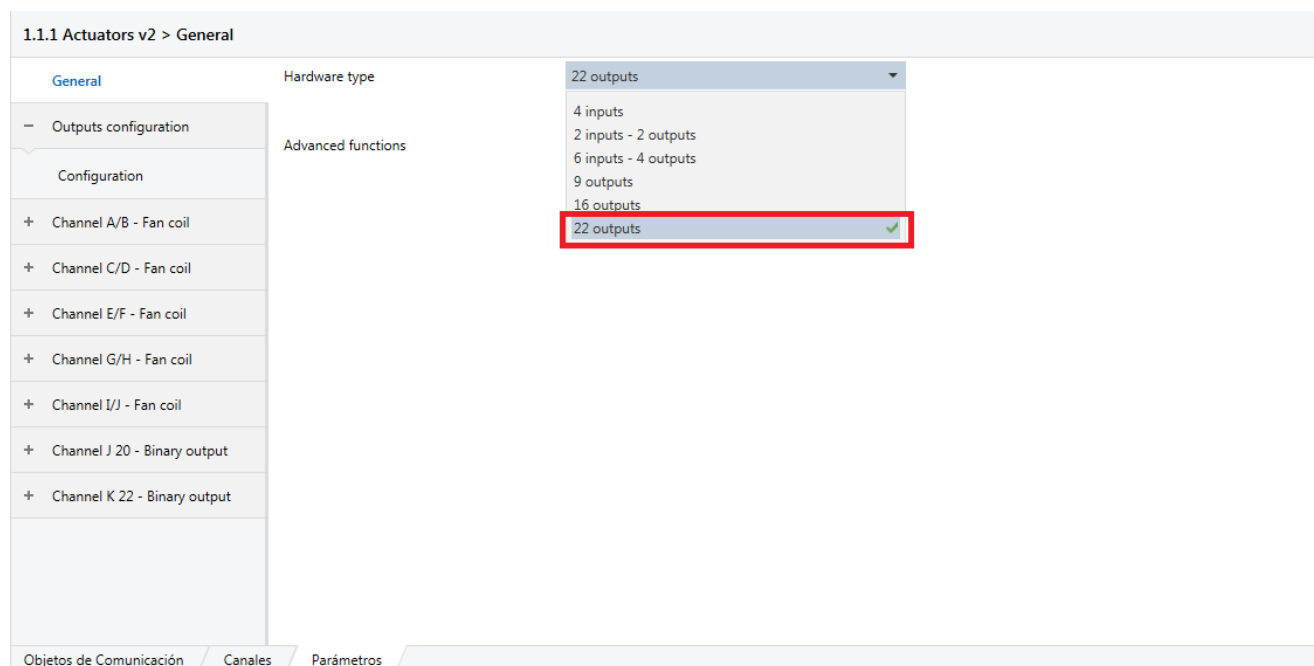 1.1.1 Actuators v2 > General
General
Outputs configuration
Configuration
Channel A/B - Fan coil
Channel C/D - Fan coil
Channel E/F - Fan coil
Channel G/H - Fan coil
Channel I/J - Fan coil
Channel J 20 - Binary output
Channel K 22 - Binary output
Hardware type
22 outputs
4 inputs
2 inputs - 2 outputs
6 inputs - 4 outputs
9 outputs
16 outputs
22 outputs
Advanced functions
Objetos de Comunicación
Canales
Parámetros